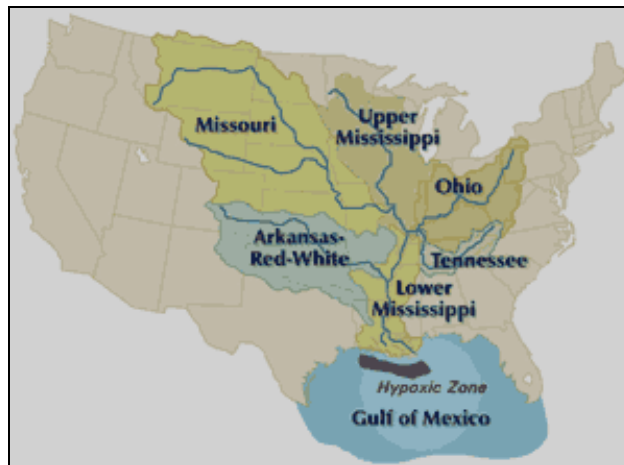 Missouri
Upper
Mississippi
Ohio
Arkansas-
Red-White
Tennessee
Lower
Mississippi
Hypoxic Zone
Gulf of Mexico